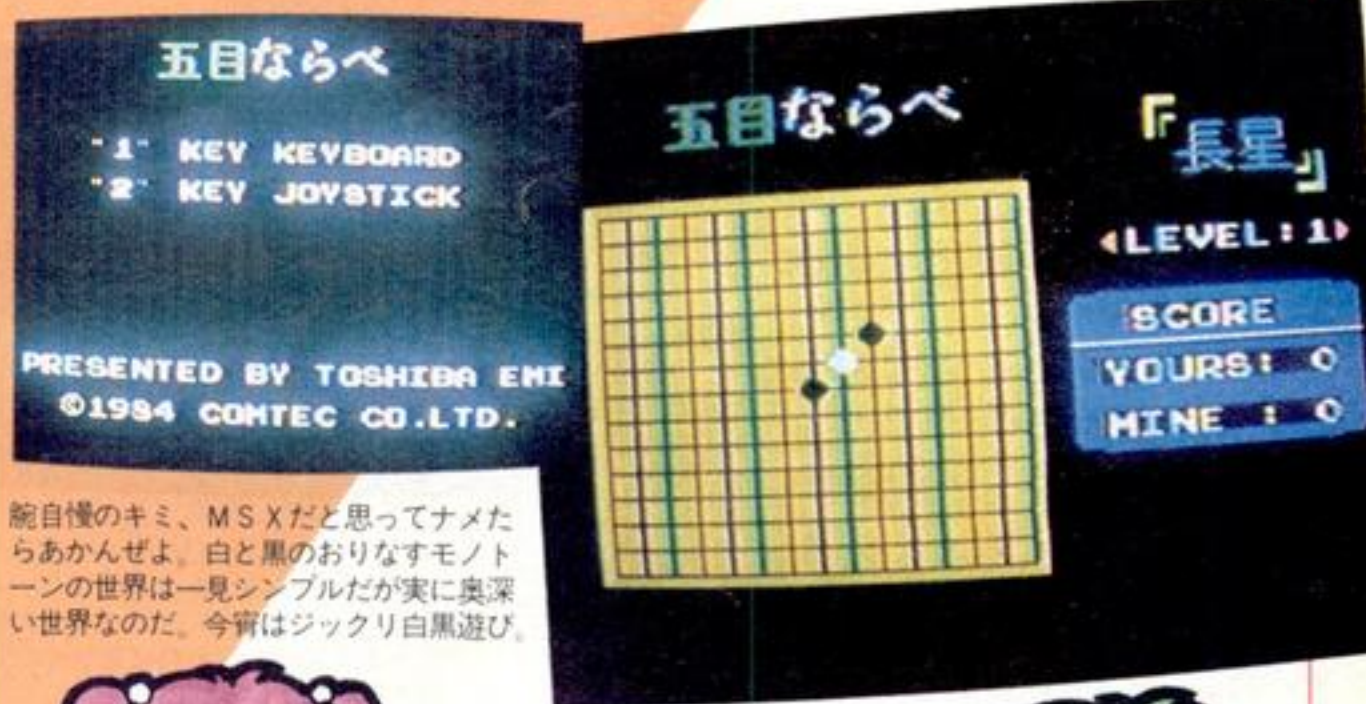 五目ならべ
"1" KEY KEYBOARD
"2" KEY JOYSTICK
PRESENTED BY TOSHIBA EMI
©1984 COMTEC CO.LTD.
五目ならべ
『長星』
LEVEL:1
SCORE
YOURS: 0
MINE : 0
腕自慢のキミ、MSXだと思ってナメた
らあかんぜよ。白と黒のおりなすモノト
ーンの世界は一見シンプルだが実に奥深
い世界なのだ。今宵はジックリ白黒遊び。